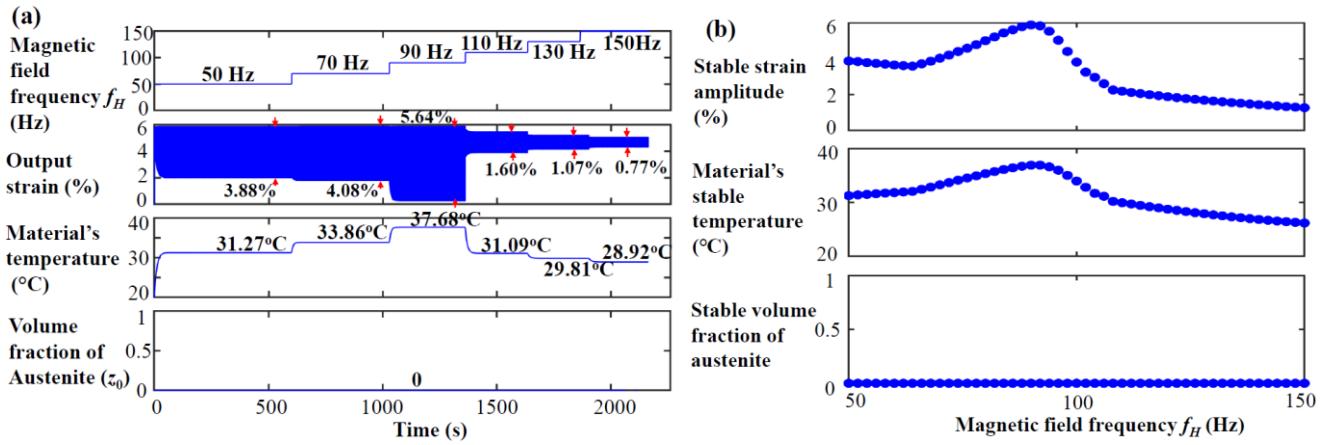 (a)
Magnetic
field
frequency f_H
(Hz)
150
100
50
0
50 Hz
70 Hz
90 Hz
110 Hz
130 Hz
150Hz
Output
strain (%)
6
4
2
0
3.88%
4.08%
5.64%
1.60%
1.07%
0.77%
Material's
temperature
(°C)
40
30
20
31.27°C
33.86°C
37.68°C
31.09°C
29.81°C
28.92°C
Volume
fraction of
Austenite (z₀)
1
0.5
0
0
0
500
1000
1500
2000
Time (s)
(b)
Stable strain
amplitude
(%)
6
4
2
0
Material's
stable
temperature
(°C)
40
30
20
Stable volume
fraction of
austenite
1
0.5
0
50
100
150
Magnetic field frequency f_H (Hz)